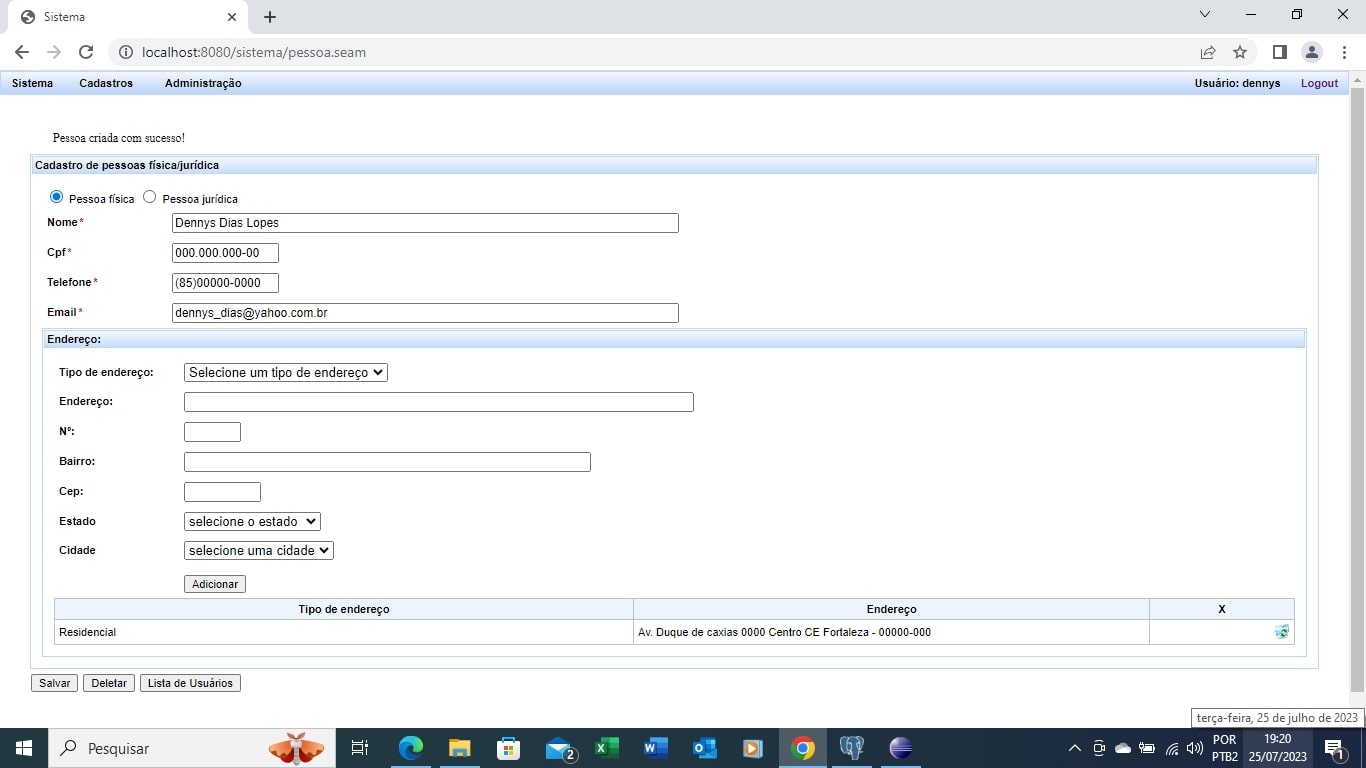 Sistema
localhost:8080/sistema/pessoa.seam
Sistema Cadastros Administração Usuário: dennys Logout
Pessoa criada com sucesso!
Cadastro de pessoas física/jurídica
Pessoa física Pessoa jurídica
Nome* Dennys Dias Lopes
Cpf* 000.000.000-00
Telefone* (85)00000-0000
Email* dennys_dias@yahoo.com.br
Endereço:
Tipo de endereço: Selecione um tipo de endereço
Endereço:
Nº:
Bairro:
Cep:
Estado selecione o estado
Cidade selecione uma cidade
Adicionar
Tipo de endereço Endereço X
Residencial Av. Duque de caxias 0000 Centro CE Fortaleza - 00000-000
Salvar Deletar Lista de Usuários
terça-feira, 25 de julho de 2023
Pesquisar 2 POR 19:20
PTB2 25/07/2023 1